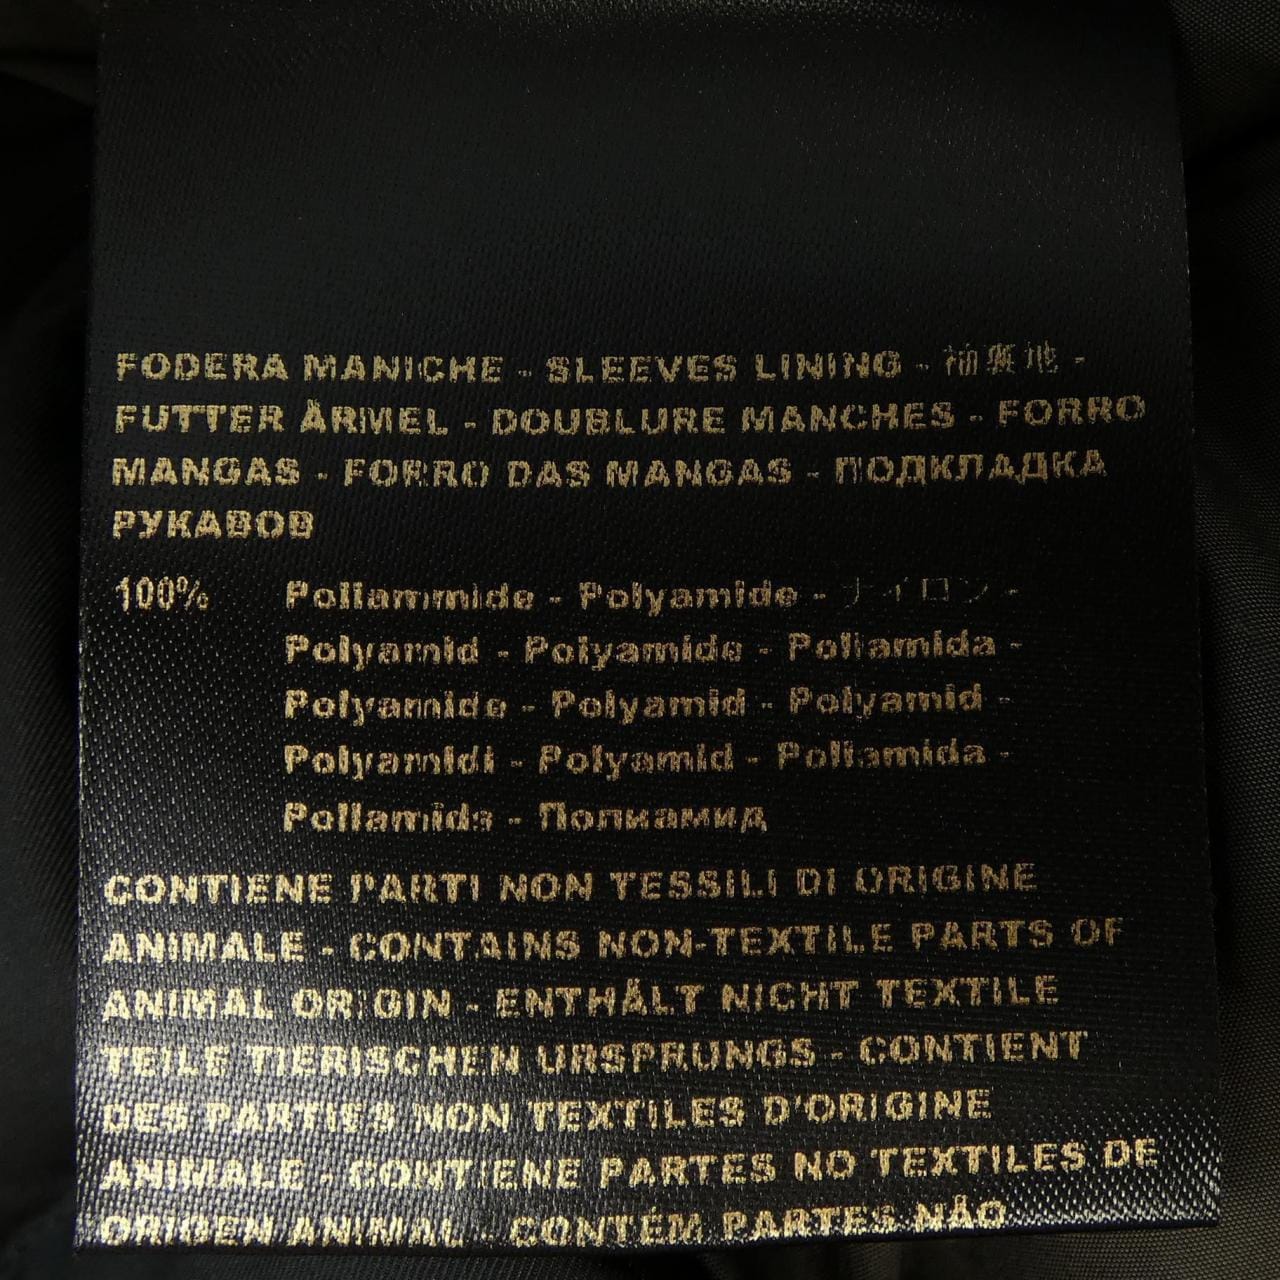 FODERA MANICHE - SLEEVES LINING - 袖裏地 -
FUTTER ÄRMEL - DOUBLURE MANCHES - FORRO
MANGAS - FORRO DAS MANGAS - ПОДКЛАДКА
РУКАВОВ
100% Poliammide - Polyamide - ナイロン -
Polyamid - Polyamide - Poliamida -
Polyamide - Polyamid - Polyamid -
Polyamidi - Polyamid - Poliamida -
Poliamida - Полиамид
CONTIENE PARTI NON TESSILI DI ORIGINE
ANIMALE - CONTAINS NON-TEXTILE PARTS OF
ANIMAL ORIGIN - ENTHÄLT NICHT TEXTILE
TEILE TIERISCHEN URSPRUNGS - CONTIENT
DES PARTIES NON TEXTILES D'ORIGINE
ANIMALE - CONTIENE PARTES NO TEXTILES DE
ORIGEN ANIMAL - CONTÉM PARTES NÃO